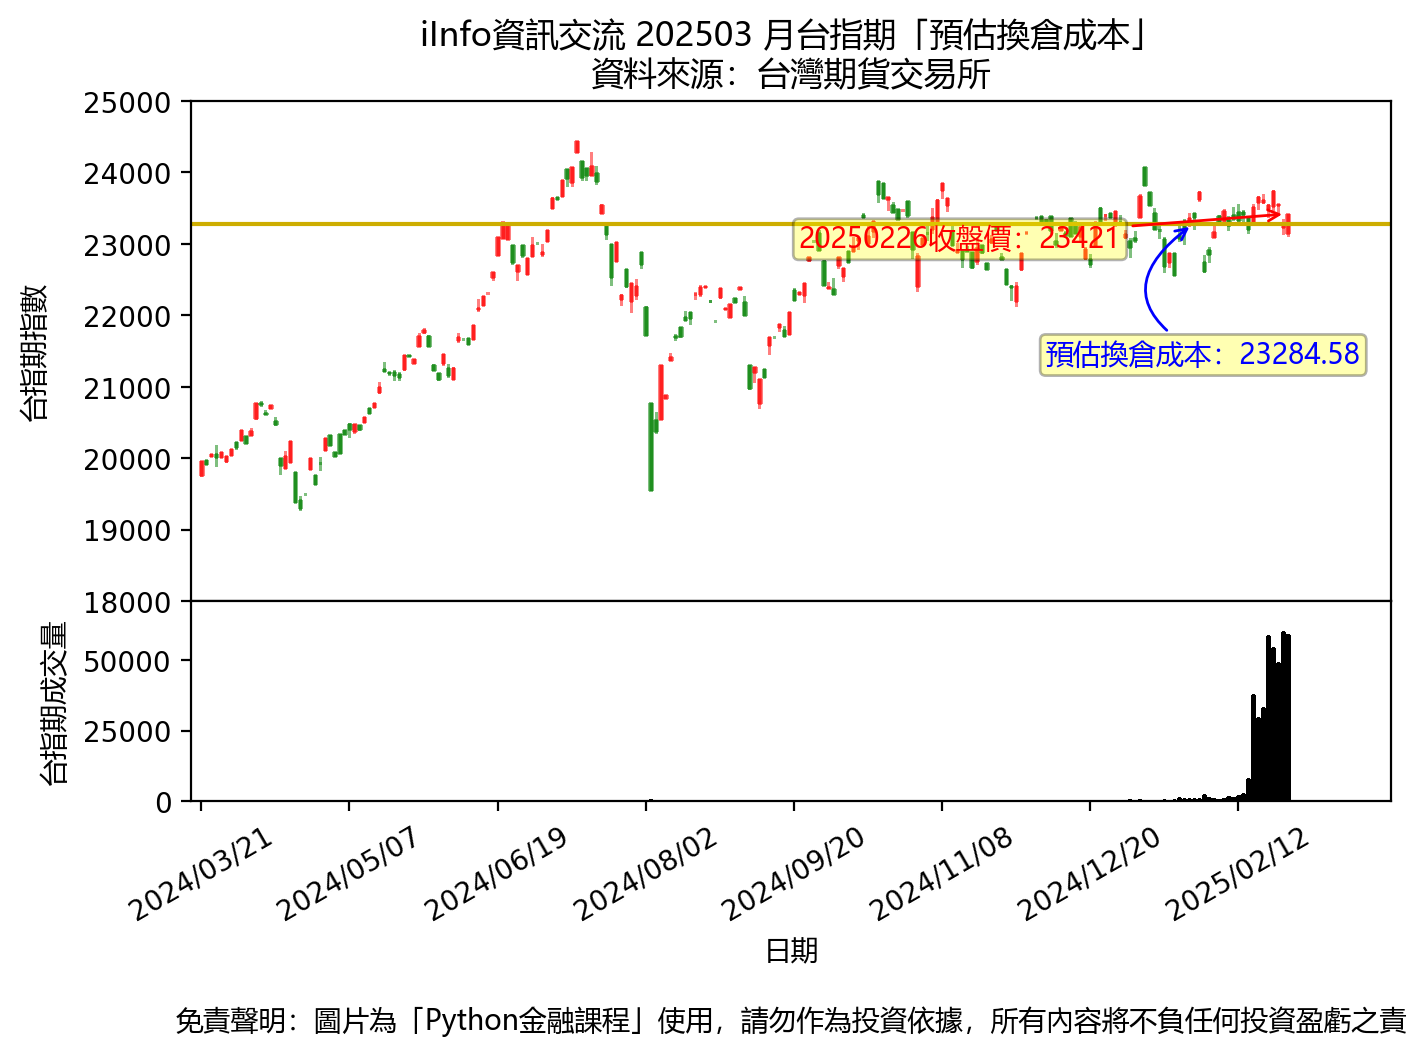 iInfo資訊交流 202503 月台指期「預估換倉成本」
資料來源：台灣期貨交易所
25000
24000
23000
22000
21000
20000
19000
18000
台指期指數
20250226收盤價：23421
預估換倉成本：23284.58
50000
25000
0
台指期成交量
2024/03/21
2024/05/07
2024/06/19
2024/08/02
2024/09/20
2024/11/08
2024/12/20
2025/02/12
日期
免責聲明：圖片為「Python金融課程」使用，請勿作為投資依據，所有內容將不負任何投資盈虧之責